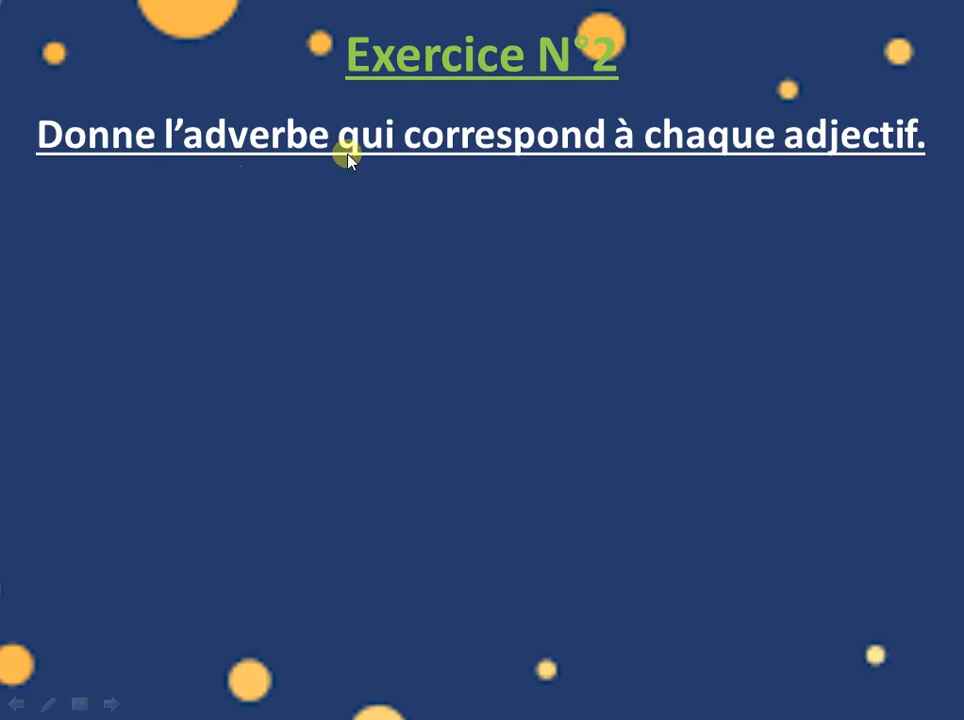 Exercice N°2
Donne l’adverbe qui correspond à chaque adjectif.